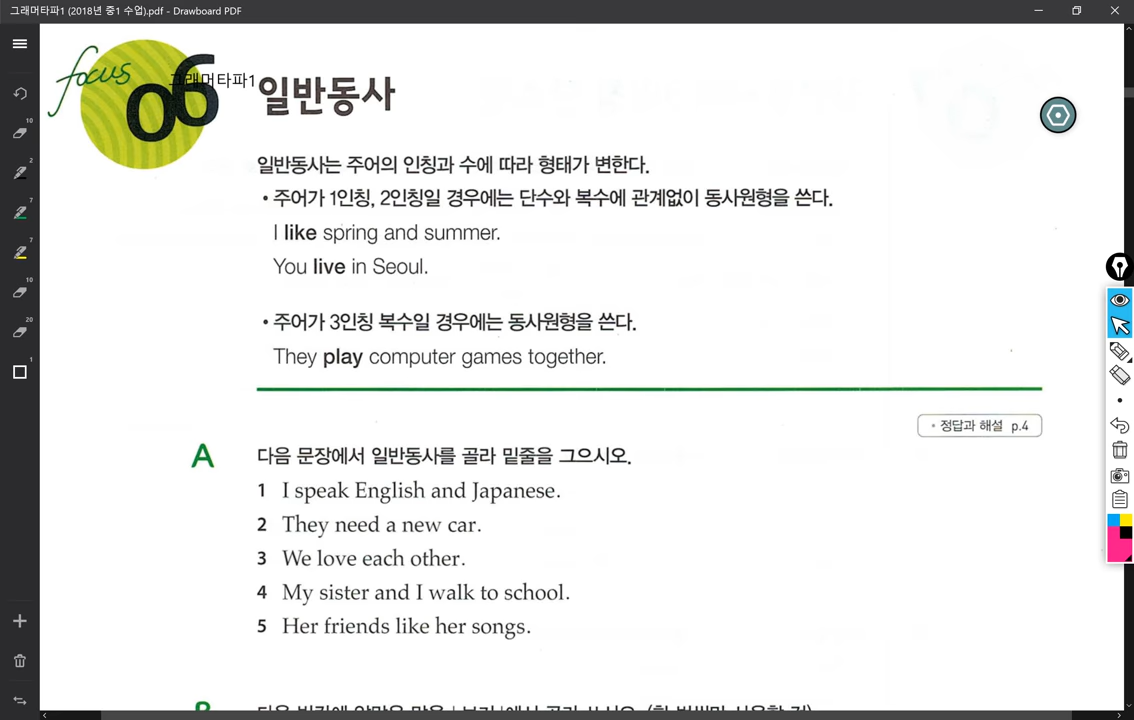 그래머타파1 (2018년 중1 수업).pdf - Drawboard PDF
focus
06
그래머타파1
일반동사
일반동사는 주어의 인칭과 수에 따라 형태가 변한다.
• 주어가 1인칭, 2인칭일 경우에는 단수와 복수에 관계없이 동사원형을 쓴다.
I like spring and summer.
You live in Seoul.
• 주어가 3인칭 복수일 경우에는 동사원형을 쓴다.
They play computer games together.
• 정답과 해설 p.4
A 다음 문장에서 일반동사를 골라 밑줄을 그으시오.
1 I speak English and Japanese.
2 They need a new car.
3 We love each other.
4 My sister and I walk to school.
5 Her friends like her songs.
10
2
7
7
10
20
1